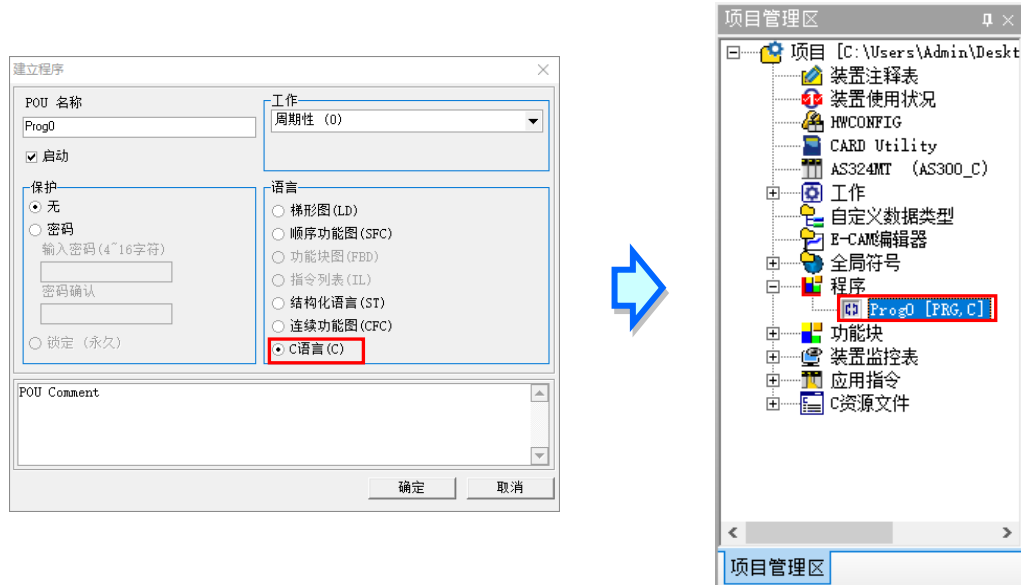 建立程序
POU 名称
Prog0
启动
工作
周期性 (0)
保护
无
密码
输入密码(4~16字符)
密码确认
锁定 (永久)
语言
梯形图(LD)
顺序功能图(SFC)
功能块图(FBD)
指令列表(IL)
结构化语言(ST)
连续功能图(CFC)
C语言(C)
POU Comment
确定
取消
项目管理区
项目 [C:\Users\Admin\Deskt
装置注释表
装置使用状况
HWCONFIG
CARD Utility
AS324MT (AS300_C)
工作
自定义数据类型
E-CAM编辑器
全局符号
程序
Prog0 [PRG,C]
功能块
装置监控表
应用指令
C资源文件
项目管理区